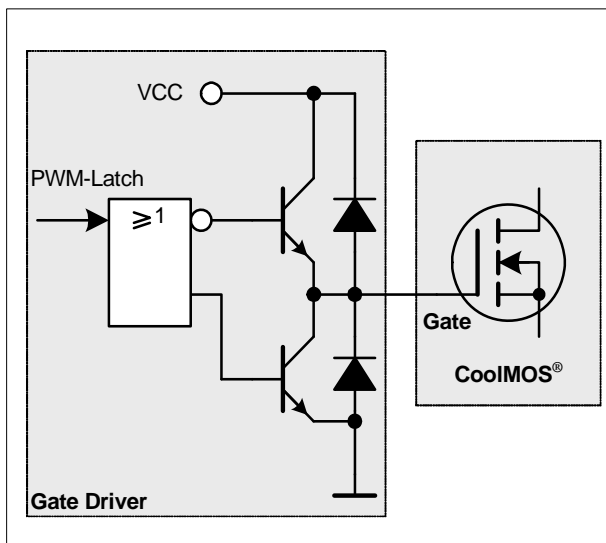 VCC
PWM-Latch
≥1
Gate
CoolMOS®
Gate Driver